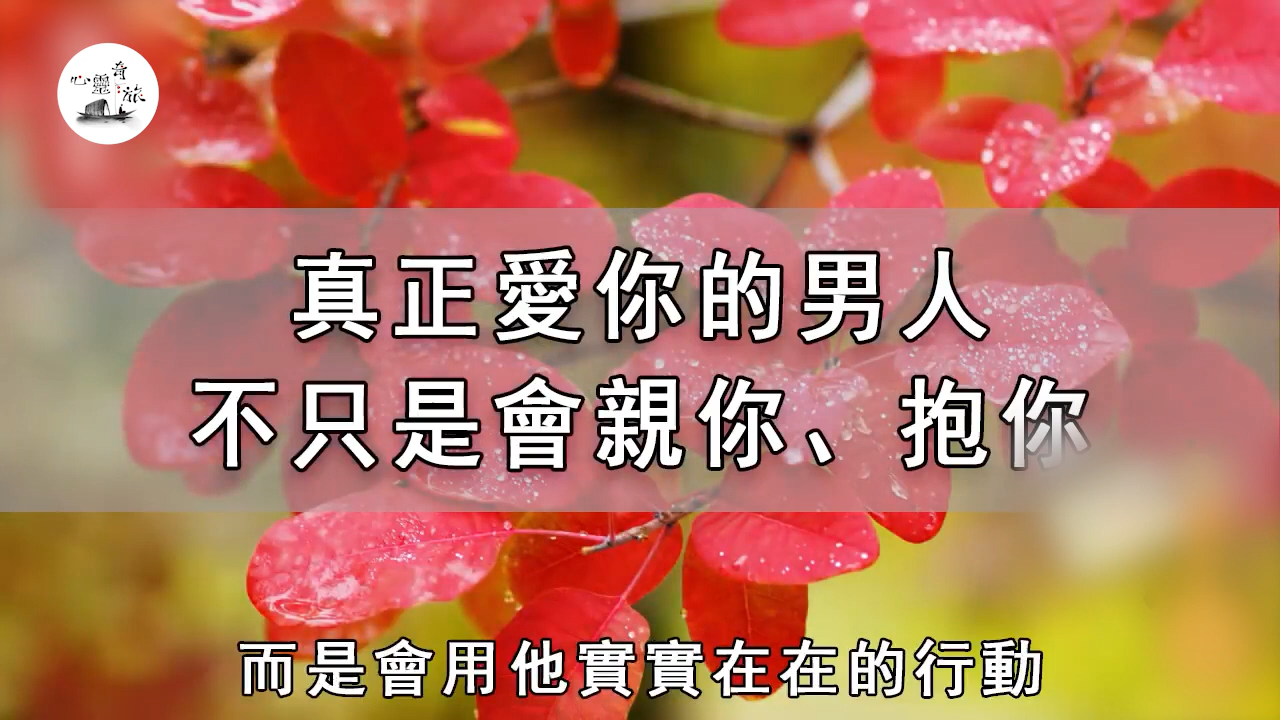 心靈奇旅
真正愛你的男人
不只是會親你、抱你
而是會用他實實在在的行動